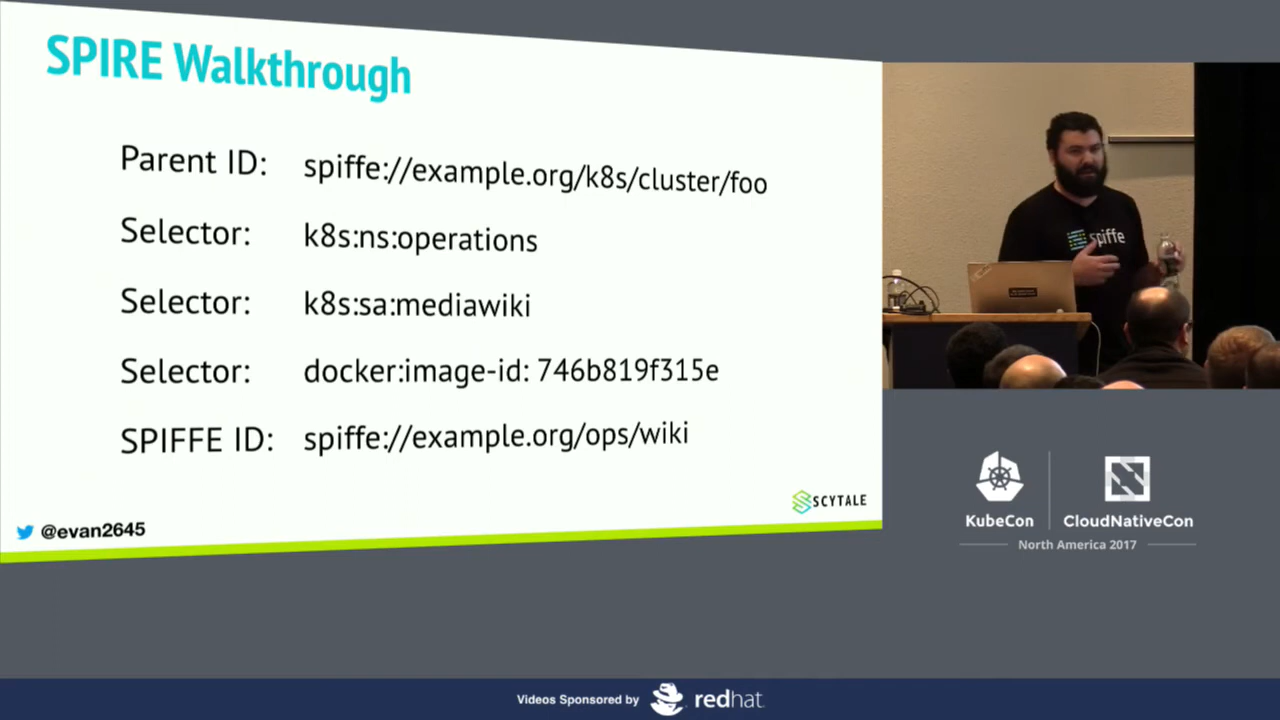 SPIRE Walkthrough
Parent ID: spiffe://example.org/k8s/cluster/foo
Selector: k8s:ns:operations
Selector: k8s:sa:mediawiki
Selector: docker:image-id: 746b819f315e
SPIFFE ID: spiffe://example.org/ops/wiki
SCYTALE
@evan2645
spiffe
KubeCon
CloudNativeCon
North America 2017
Videos Sponsored by redhat